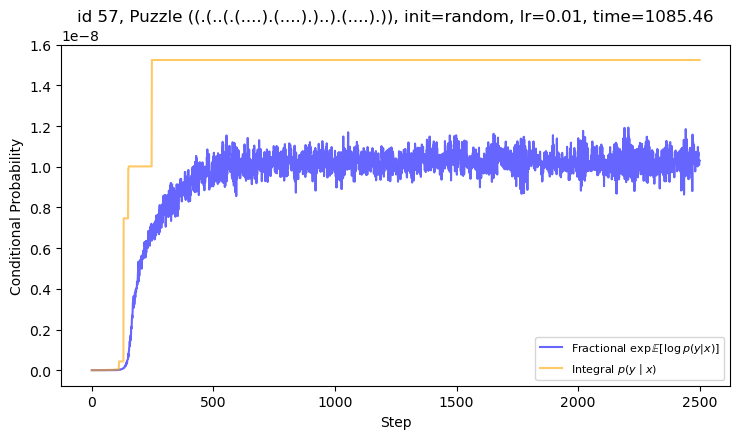 id 57, Puzzle ((.(..(.(....).(....).)..).(....).)), init=random, lr=0.01, time=1085.46
1e−8
1.6
1.4
1.2
1.0
0.8
0.6
0.4
0.2
0.0
Conditional Probability
Fractional exp 𝔼[log p(y|x)]
Integral p(y | x)
0 500 1000 1500 2000 2500
Step